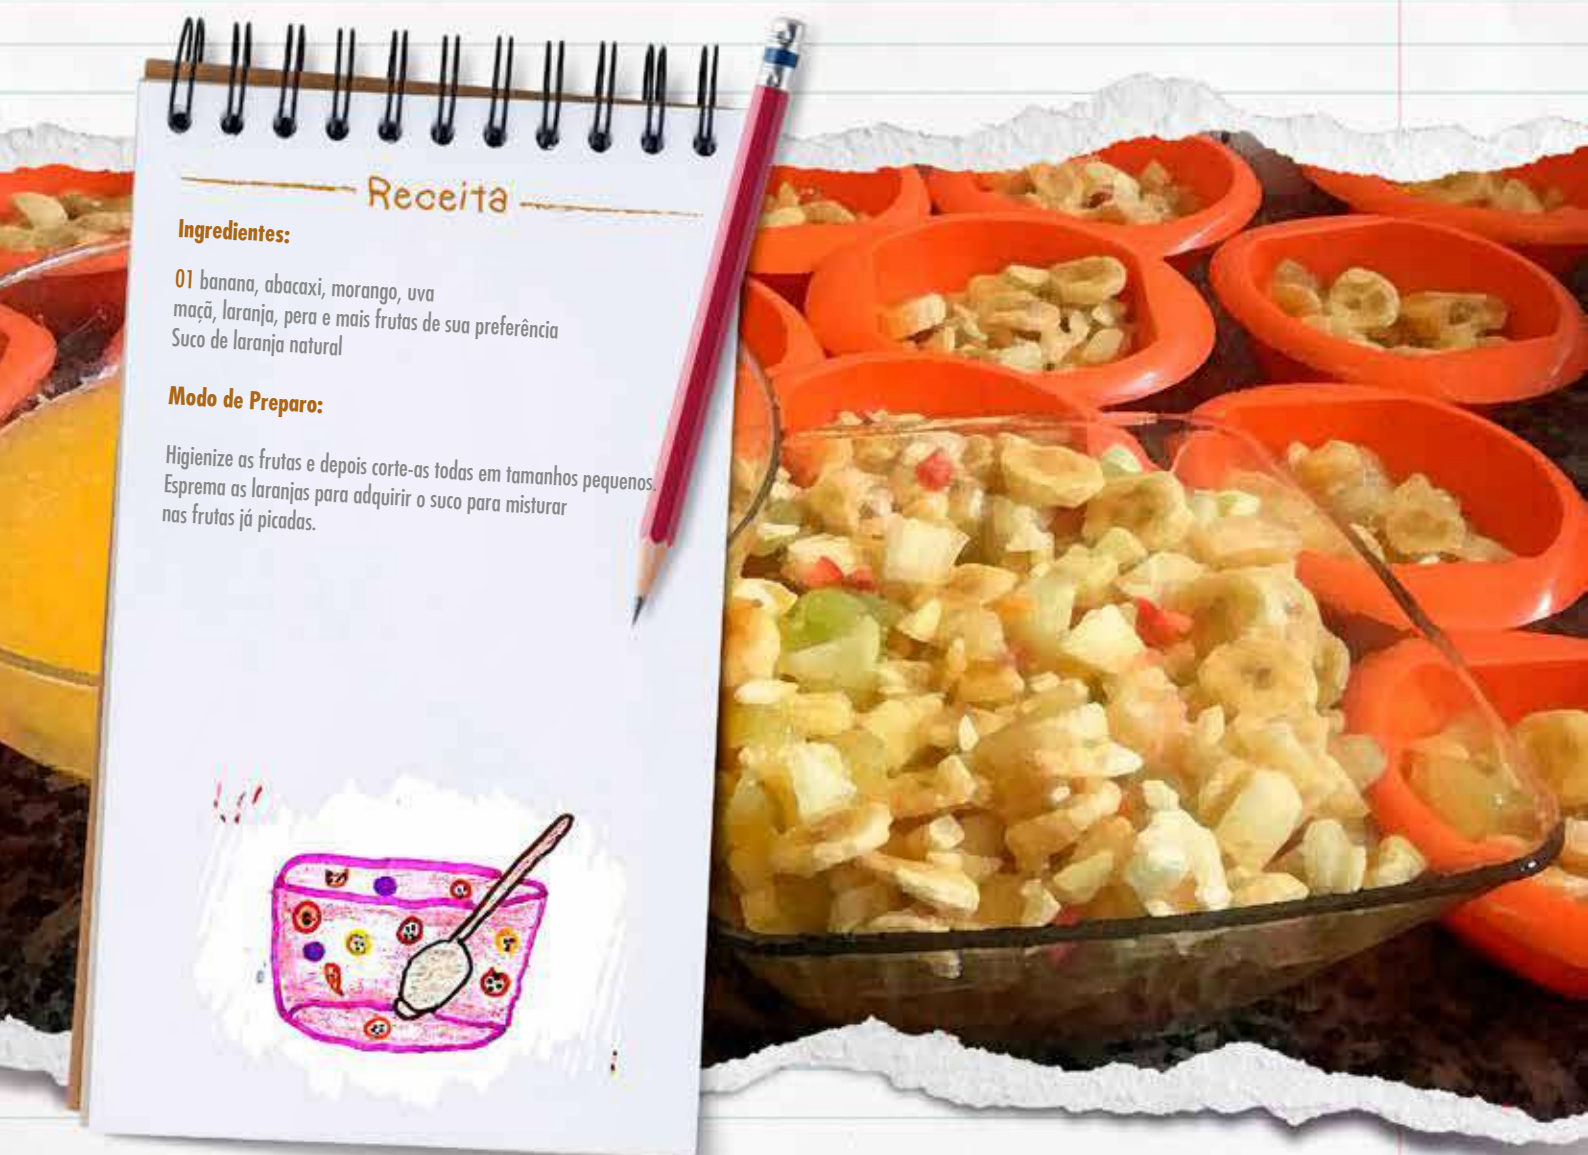 Receita
Ingredientes:
01 banana, abacaxi, morango, uva
maçã, laranja, pera e mais frutas de sua preferência
Suco de laranja natural
Modo de Preparo:
Higienize as frutas e depois corte-as todas em tamanhos pequenos.
Esprema as laranjas para adquirir o suco para misturar
nas frutas já picadas.